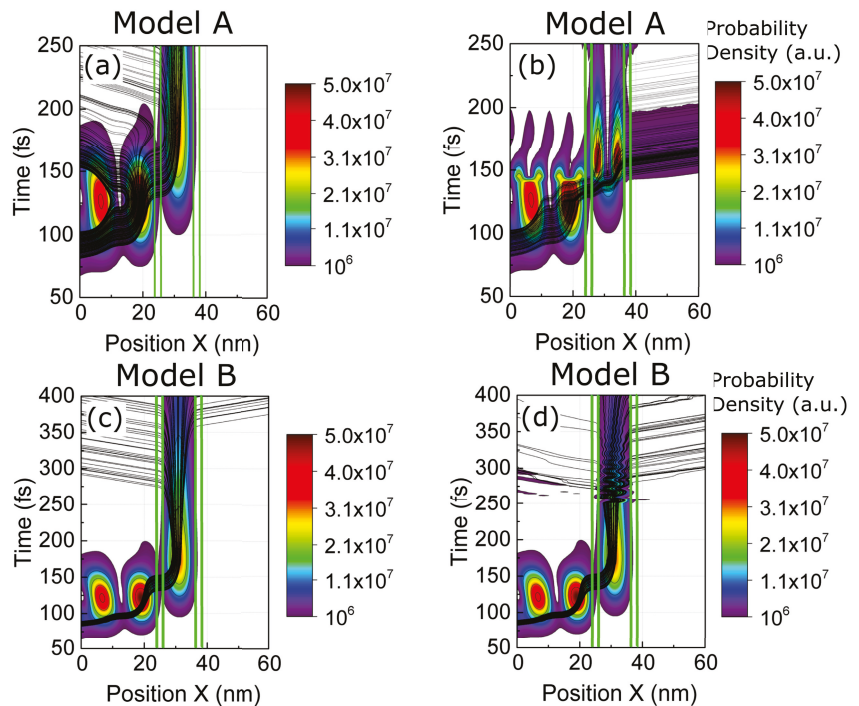 Model A
(a)
250
200
150
100
50
Time (fs)
0 20 40 60
Position X (nm)
5.0x10⁷
4.0x10⁷
3.1x10⁷
2.1x10⁷
1.1x10⁷
10⁶
Model A
(b)
250
200
150
100
50
Time (fs)
0 10 20 30 40 50 60
Position X (nm)
Probability
Density (a.u.)
5.0x10⁷
4.0x10⁷
3.1x10⁷
2.1x10⁷
1.1x10⁷
10⁶
Model B
(c)
400
350
300
250
200
150
100
50
Time (fs)
0 20 40 60
Position X (nm)
5.0x10⁷
4.0x10⁷
3.1x10⁷
2.1x10⁷
1.1x10⁷
10⁶
Model B
(d)
400
350
300
250
200
150
100
50
Time (fs)
0 20 40 60
Position X (nm)
Probability
Density (a.u.)
5.0x10⁷
4.0x10⁷
3.1x10⁷
2.1x10⁷
1.1x10⁷
10⁶